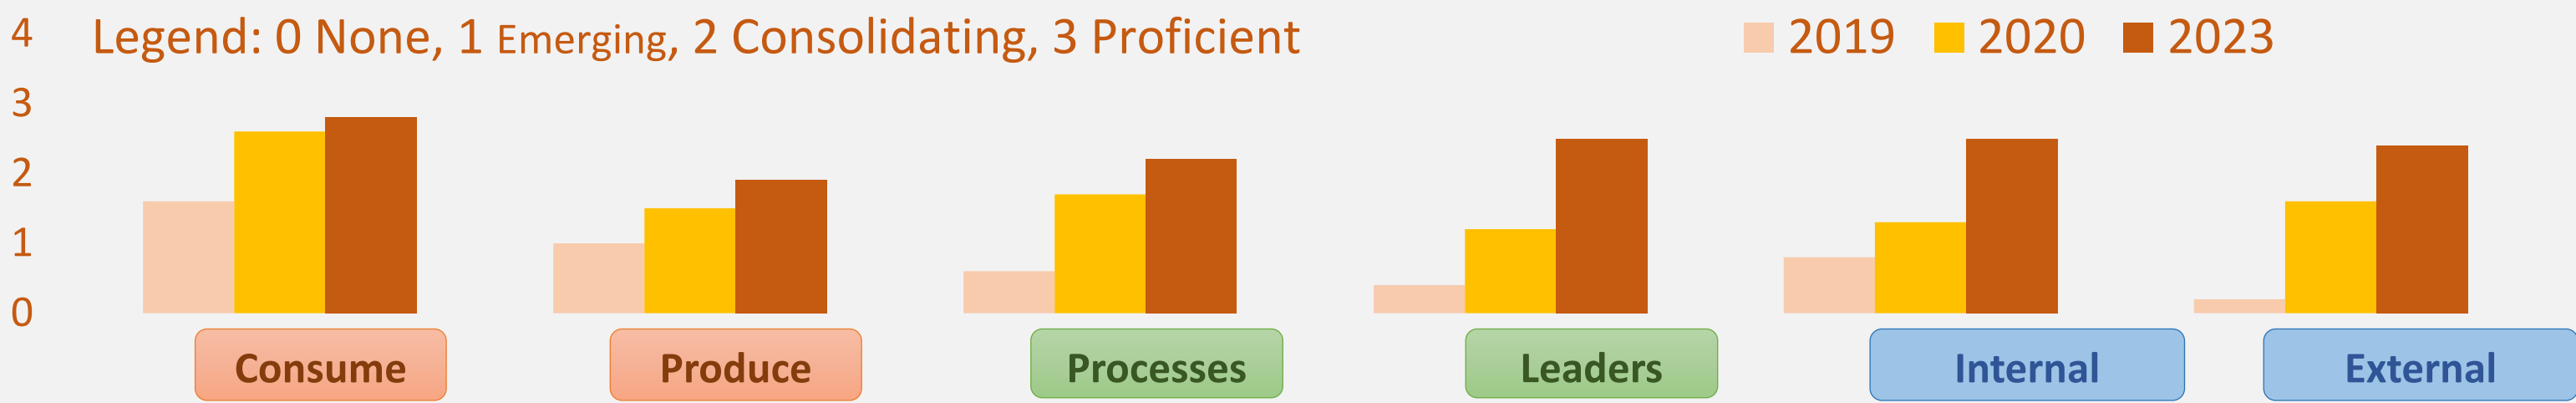 4 Legend: 0 None, 1 Emerging, 2 Consolidating, 3 Proficient 2019 2020 2023
3
2
1
0
Consume Produce Processes Leaders Internal External